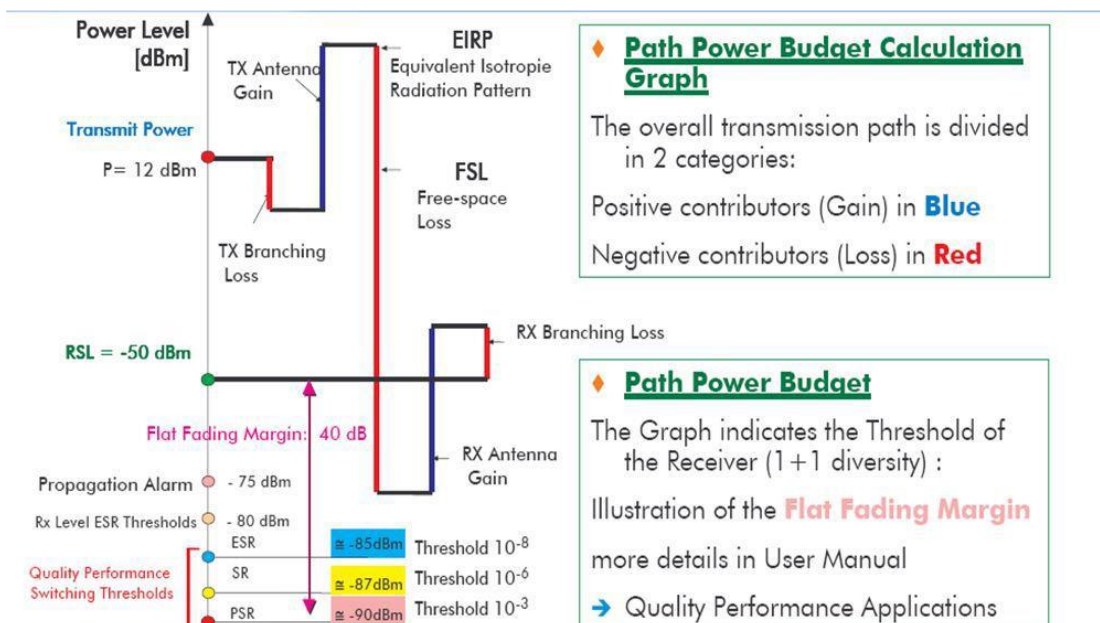 Power Level
[dBm]
TX Antenna
Gain
EIRP
Equivalent Isotropie
Radiation Pattern
Transmit Power
P= 12 dBm
FSL
Free-space
Loss
TX Branching
Loss
RX Branching Loss
RSL = -50 dBm
Flat Fading Margin: 40 dB
RX Antenna
Gain
Propagation Alarm - 75 dBm
Rx Level ESR Thresholds - 80 dBm
ESR ≅ -85dBm Threshold 10-8
Quality Performance
Switching Thresholds
SR ≅ -87dBm Threshold 10-6
PSR ≅ -90dBm Threshold 10-3
♦ Path Power Budget Calculation
Graph
The overall transmission path is divided
in 2 categories:
Positive contributors (Gain) in Blue
Negative contributors (Loss) in Red
♦ Path Power Budget
The Graph indicates the Threshold of
the Receiver (1+1 diversity) :
Illustration of the Flat Fading Margin
more details in User Manual
→ Quality Performance Applications